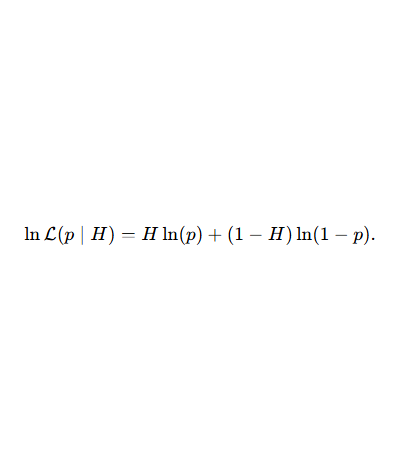 ln ℒ(p ∣ H) = H ln(p) + (1 − H) ln(1 − p).